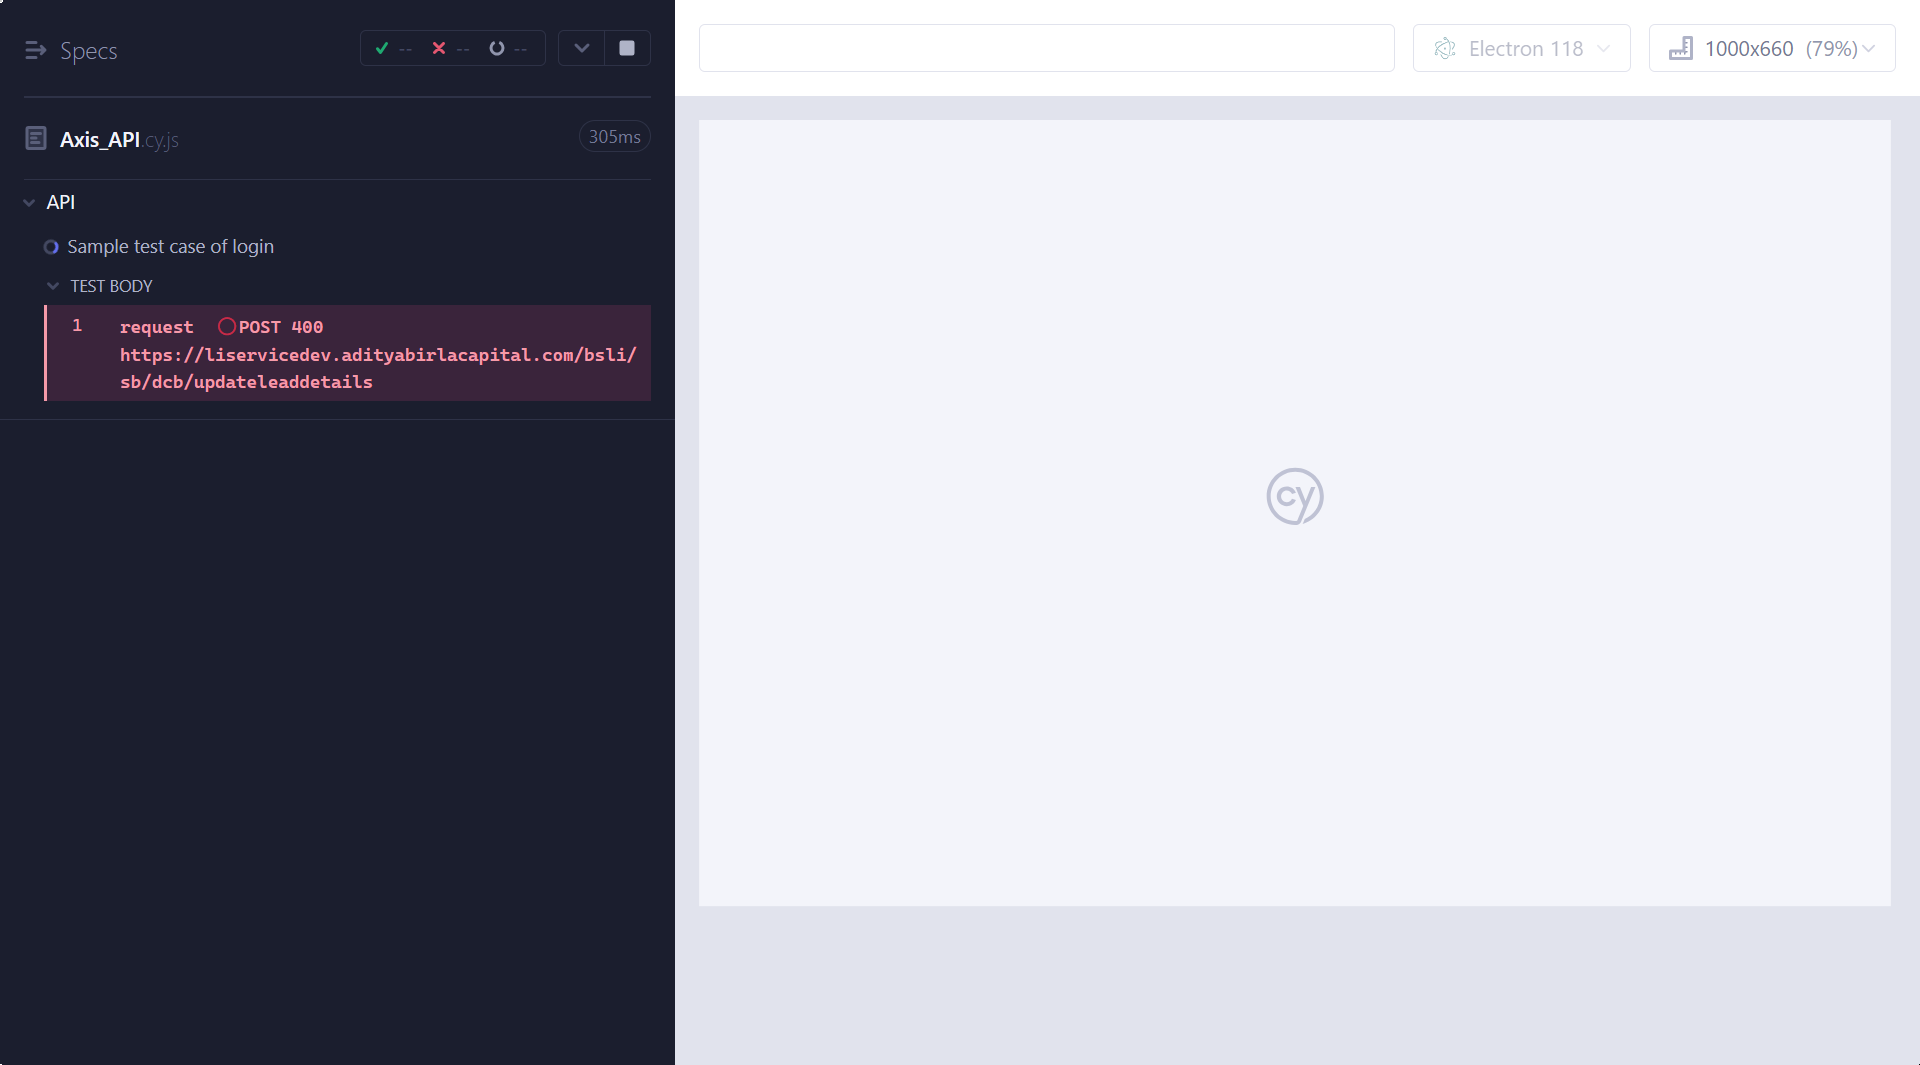 Specs
-- -- --
Axis_API.cy.js
305ms
API
Sample test case of login
TEST BODY
1 request POST 400
https://liservicedev.adityabirlacapital.com/bsli/
sb/dcb/updateleaddetails
Electron 118
1000x660 (79%)
cy